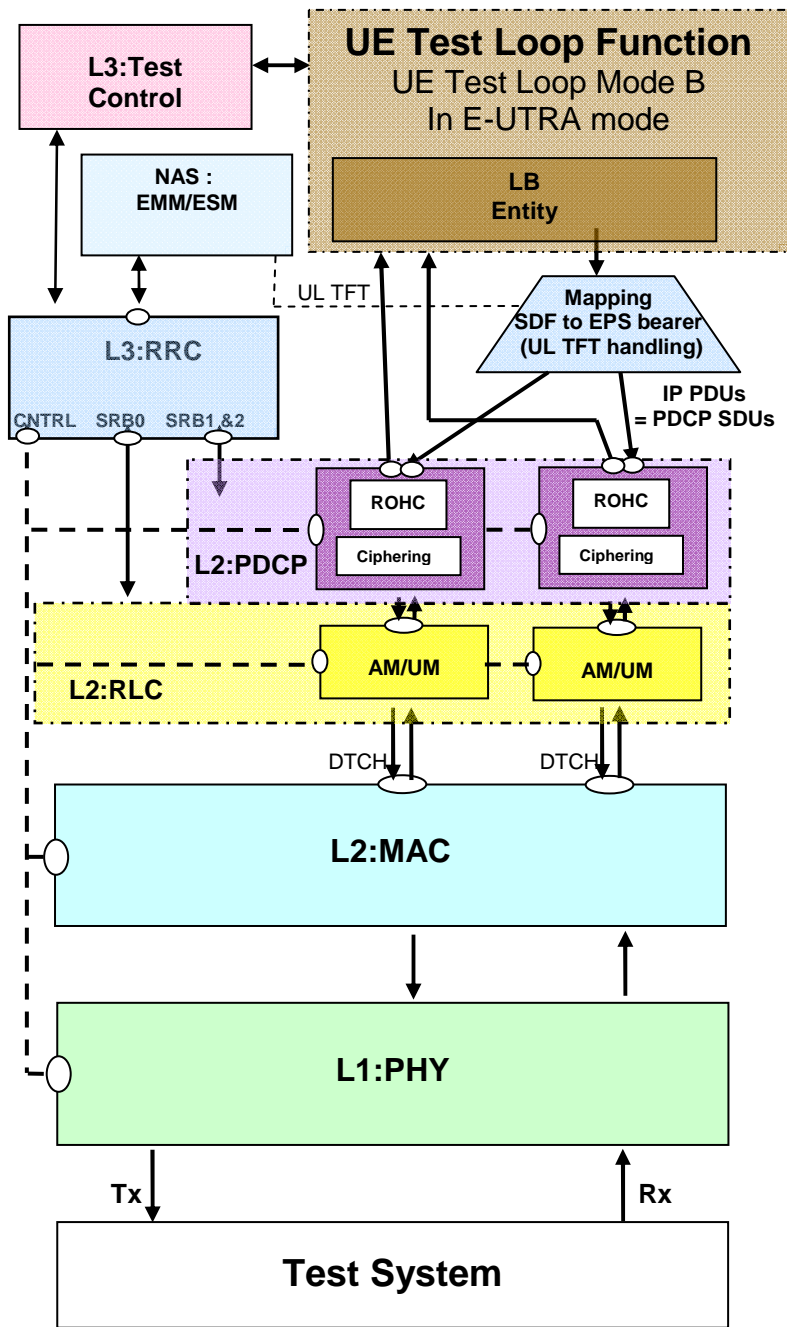 UE Test Loop Function
UE Test Loop Mode B
In E-UTRA mode
L3:Test
Control
NAS :
EMM/ESM
LB
Entity
UL TFT
Mapping
SDF to EPS bearer
(UL TFT handling)
L3:RRC
CNTRL SRB0 SRB1 &2
IP PDUs
= PDCP SDUs
ROHC
Ciphering
ROHC
Ciphering
L2:PDCP
AM/UM
AM/UM
L2:RLC
DTCH
DTCH
L2:MAC
L1:PHY
Tx
Rx
Test System